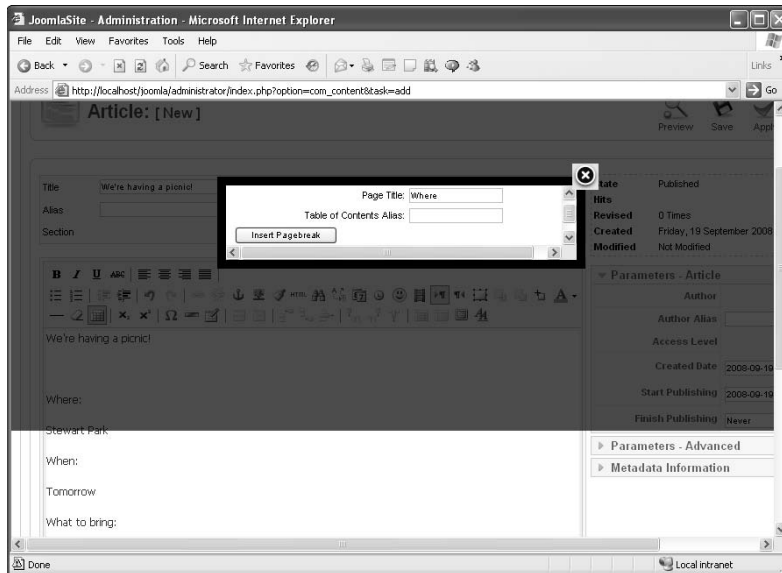 JoomlaSite - Administration - Microsoft Internet Explorer
File Edit View Favorites Tools Help
Back Search Favorites Links
Address http://localhost/joomla/administrator/index.php?option=com_content&task=add Go
Article: [New]
Preview Save Apply
Title We're having a picnic!
Alias
Section
Page Title: Where
Table of Contents Alias:
Insert Pagebreak
State Published
Hits
Revised 0 Times
Created Friday, 19 September 2008
Modified Not Modified
B I U ABC
HTML
Parameters - Article
Author
Author Alias
Access Level
Created Date 2008-09-19
Start Publishing 2008-09-19
Finish Publishing Never
Parameters - Advanced
Metadata Information
We're having a picnic!
Where:
Stewart Park
When:
Tomorrow
What to bring:
Done Local intranet